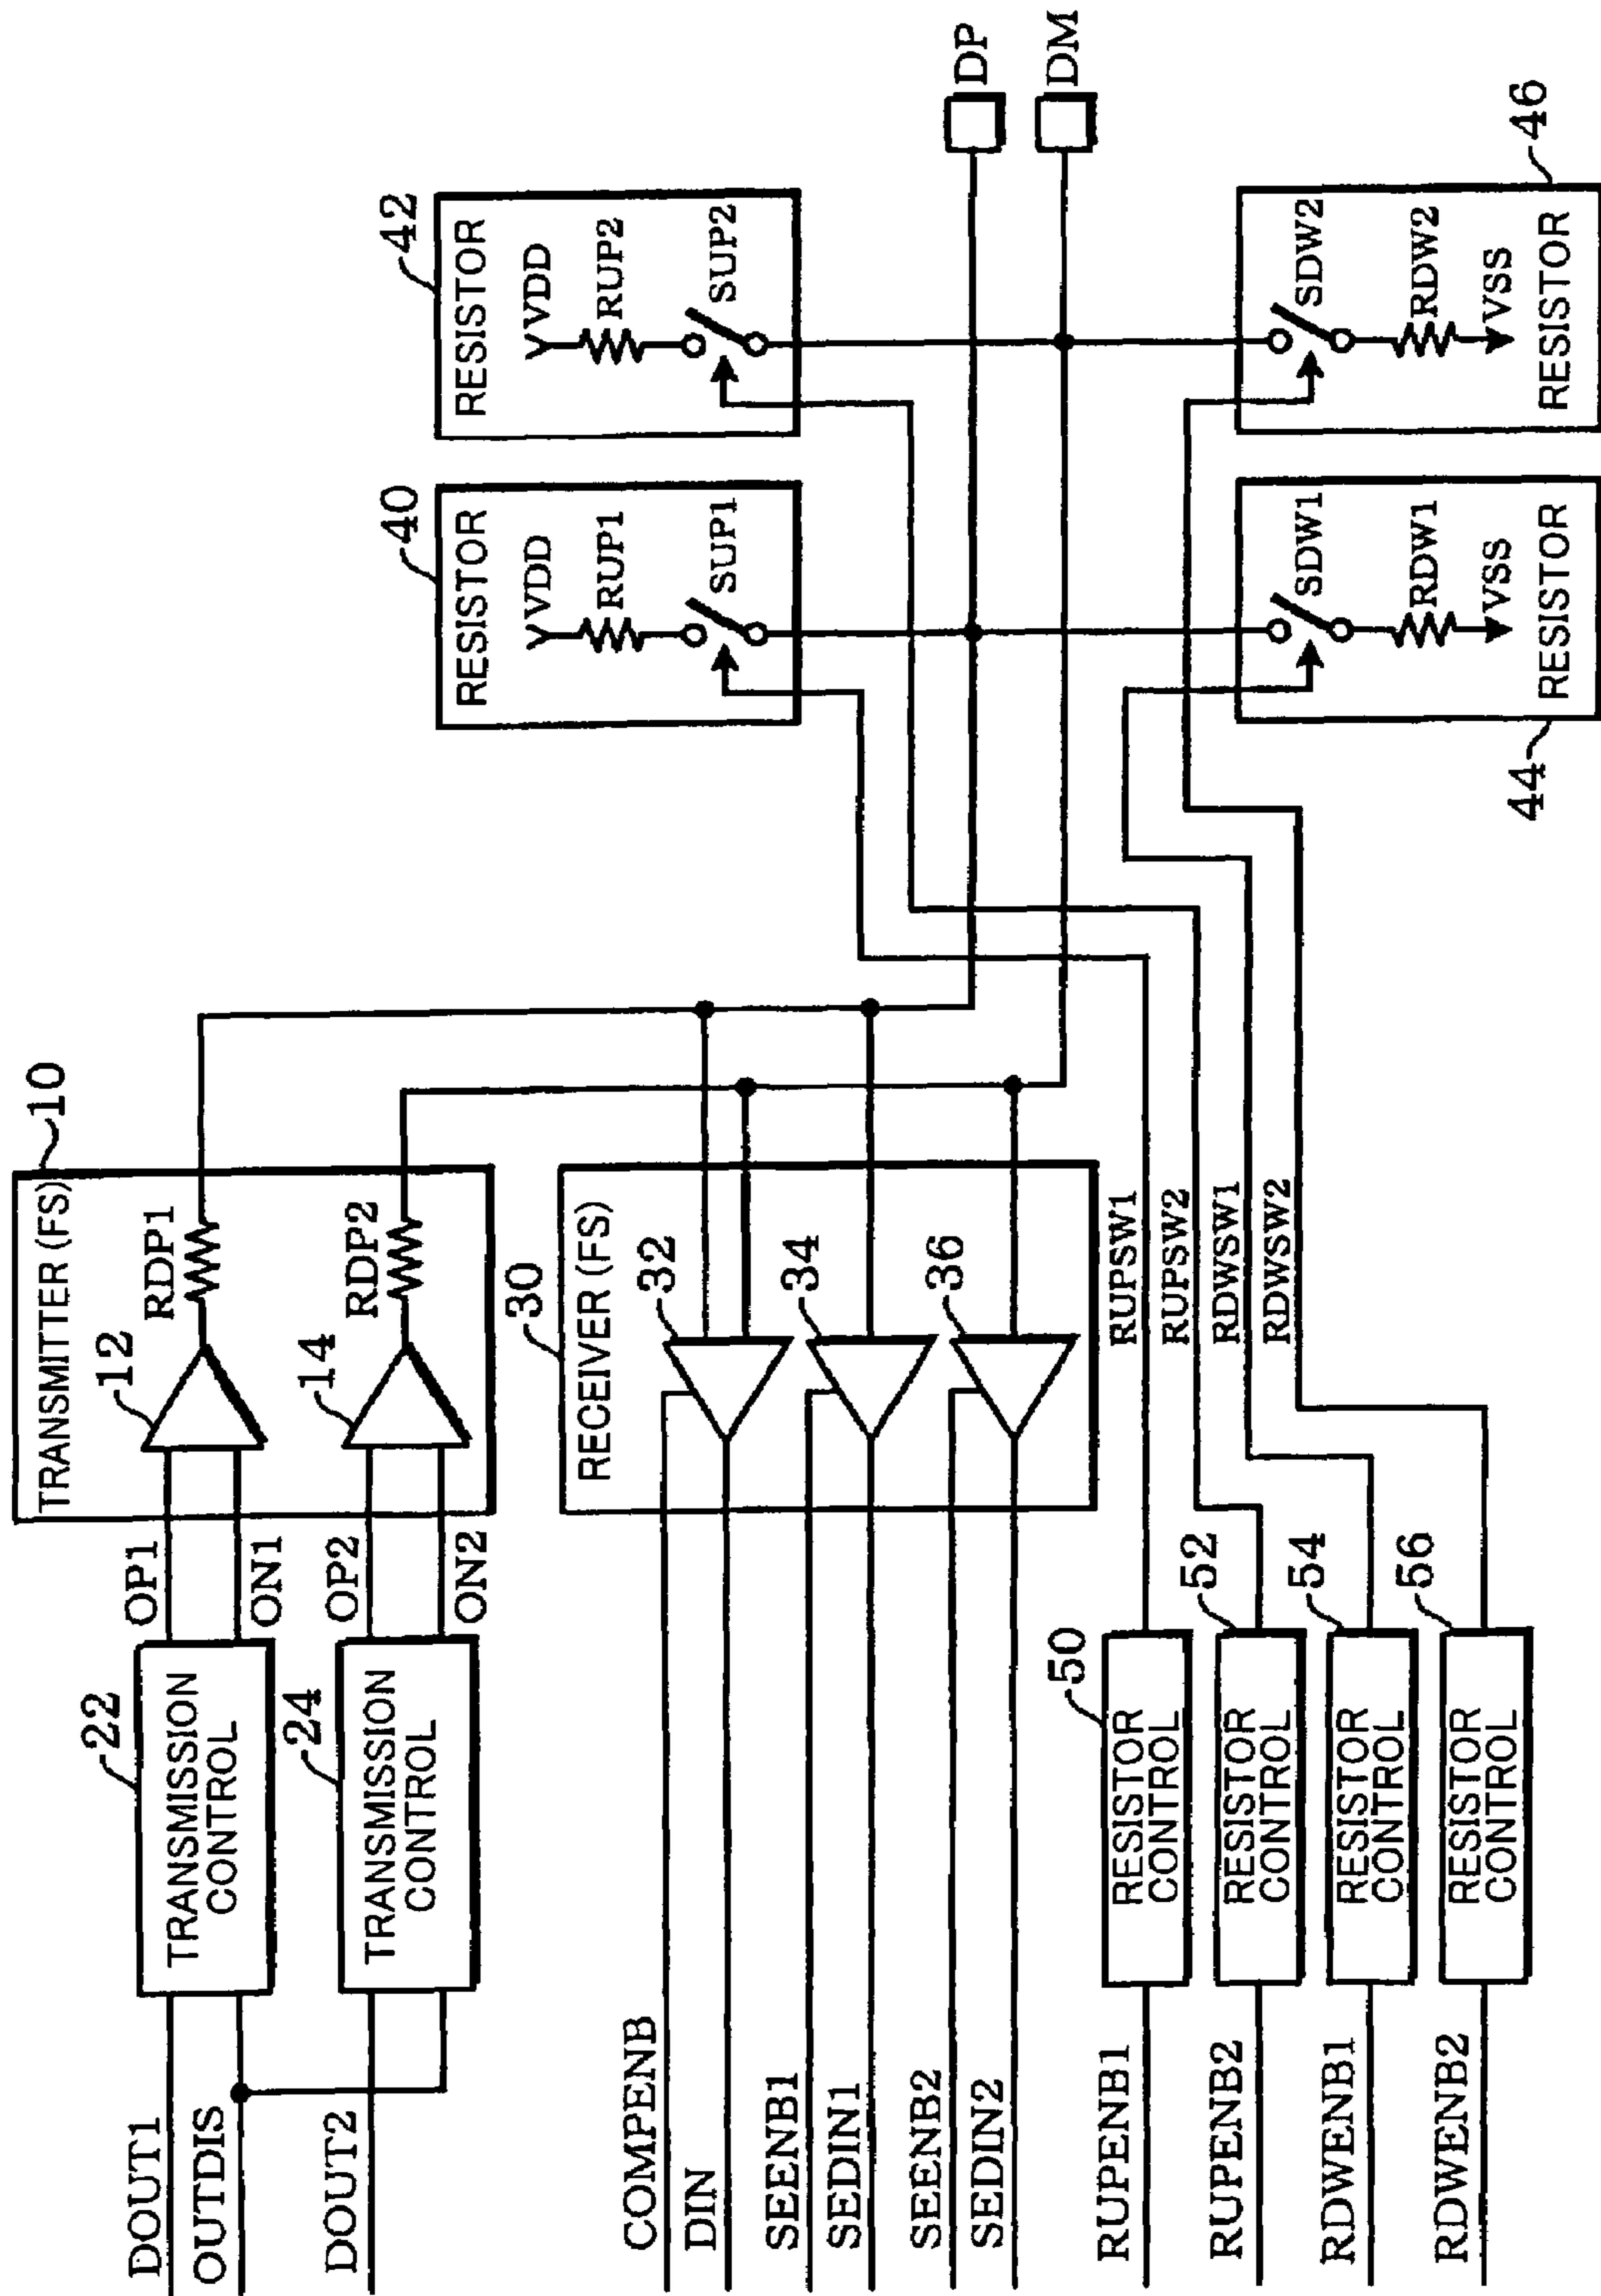 DOUT1
OUTDIS
DOUT2
22
TRANSMISSION
CONTROL
24
TRANSMISSION
CONTROL
OP1
ON1
OP2
ON2
10
TRANSMITTER (FS)
12
RDP1
14
RDP2
COMPENB
DIN
SEENB1
SEDIN1
SEENB2
SEDIN2
30
RECEIVER (FS)
32
34
36
RUPENB1
RUPENB2
RDWENB1
RDWENB2
50
RESISTOR
CONTROL
52
RESISTOR
CONTROL
54
RESISTOR
CONTROL
56
RESISTOR
CONTROL
RUPSW1
RUPSW2
RDWSW1
RDWSW2
40
RESISTOR
VDD
RUP1
SUP1
42
RESISTOR
VDD
RUP2
SUP2
DP
DM
44
SDW1
RDW1
VSS
RESISTOR
46
SDW2
RDW2
VSS
RESISTOR